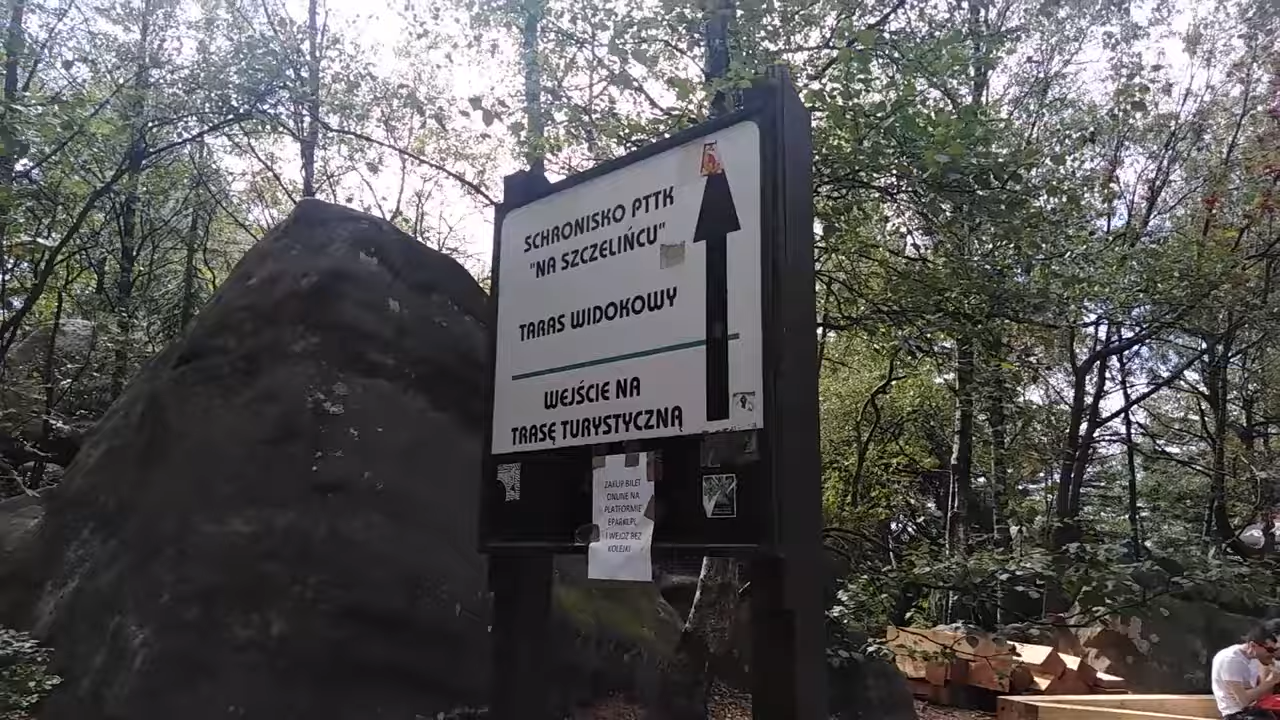 SCHRONISKO PTTK
"NA SZCZELIŃCU"
TARAS WIDOKOWY
WEJŚCIE NA
TRASĘ TURYSTYCZNĄ
ZAKUP BILET
ONLINE NA
PLATFORMIE
EPARKI.PL
I WEJDŹ BEZ
KOLEJKI